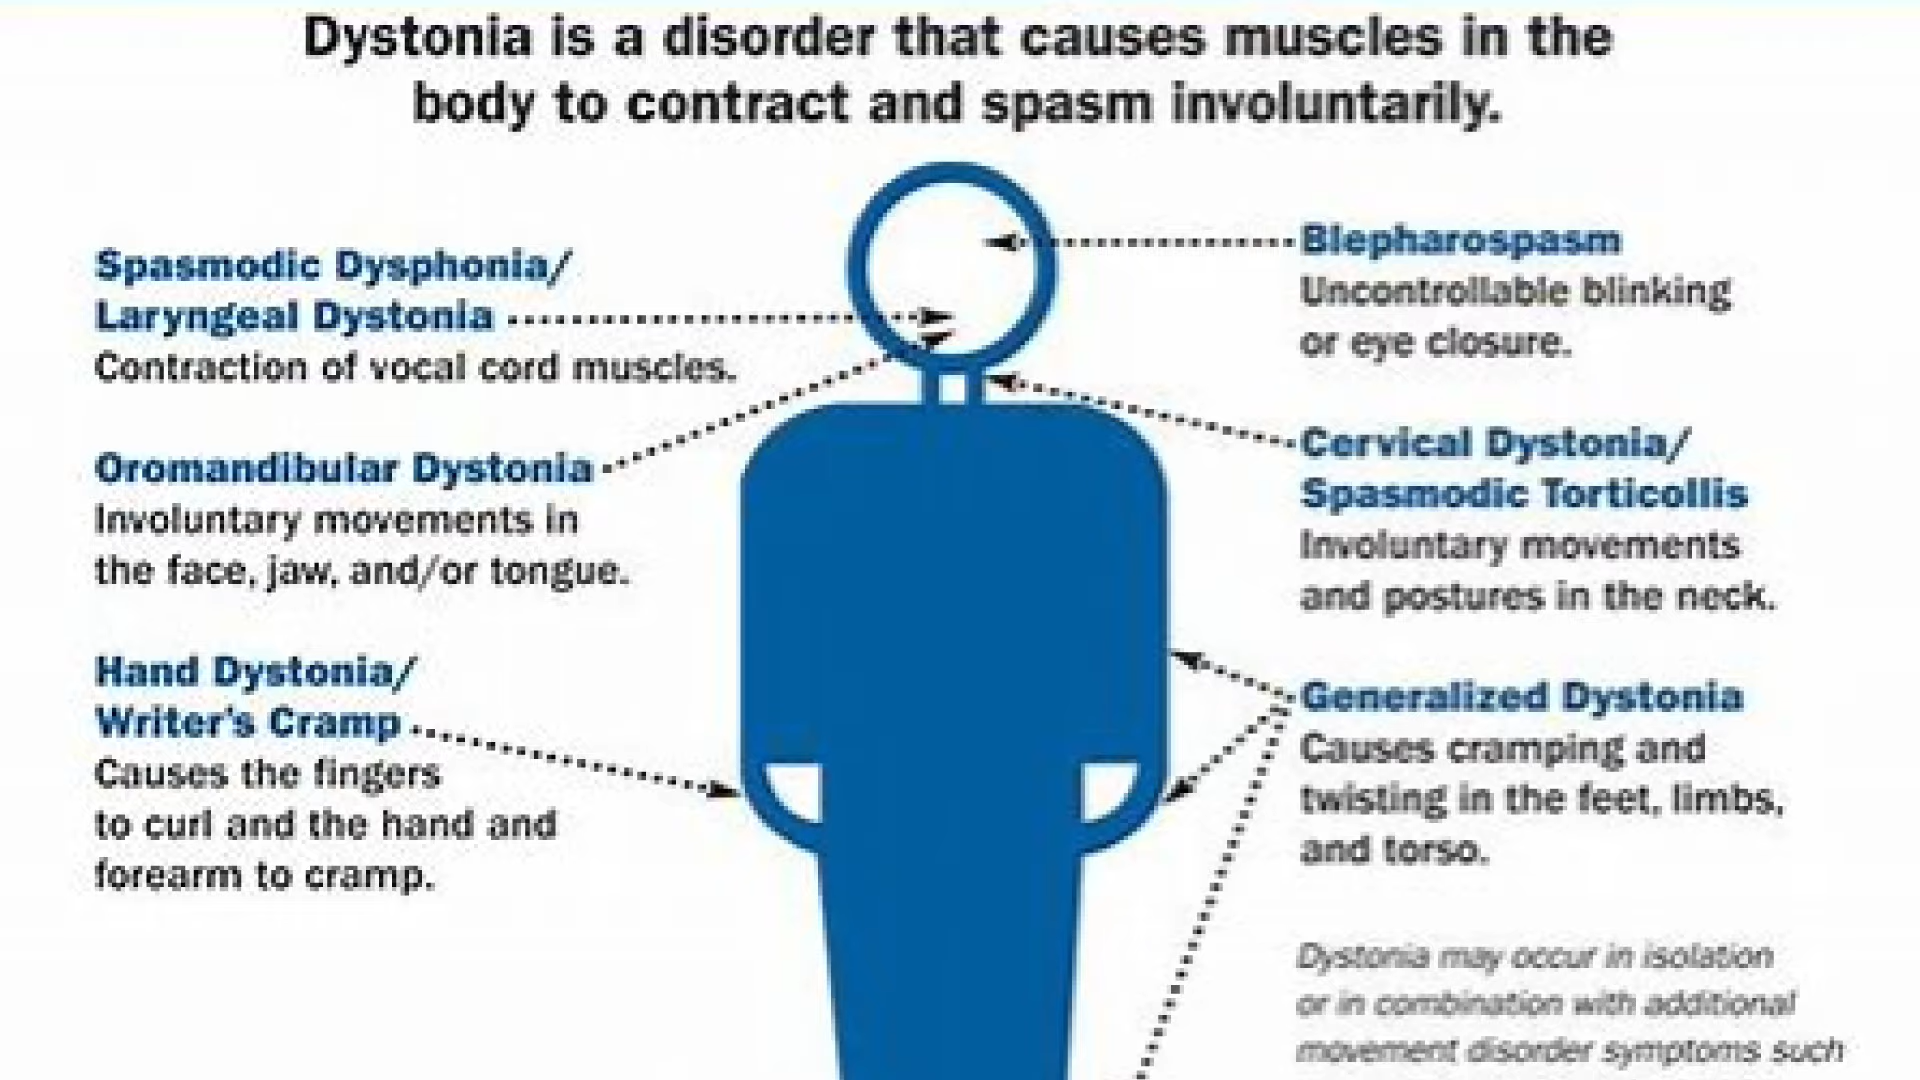 Dystonia is a disorder that causes muscles in the
body to contract and spasm involuntarily.
Spasmodic Dysphonia/
Laryngeal Dystonia
Contraction of vocal cord muscles.
Oromandibular Dystonia
Involuntary movements in
the face, jaw, and/or tongue.
Hand Dystonia/
Writer's Cramp
Causes the fingers
to curl and the hand and
forearm to cramp.
Blepharospasm
Uncontrollable blinking
or eye closure.
Cervical Dystonia/
Spasmodic Torticollis
Involuntary movements
and postures in the neck.
Generalized Dystonia
Causes cramping and
twisting in the feet, limbs,
and torso.
Dystonia may occur in isolation
or in combination with additional
movement disorder symptoms such